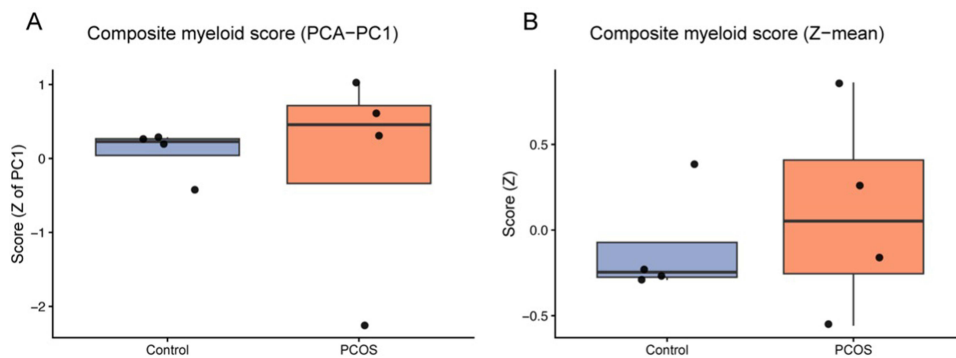 A
Composite myeloid score (PCA−PC1)
Score (Z of PC1)
1
0
−1
−2
Control
PCOS
B
Composite myeloid score (Z−mean)
Score (Z)
0.5
0.0
−0.5
Control
PCOS